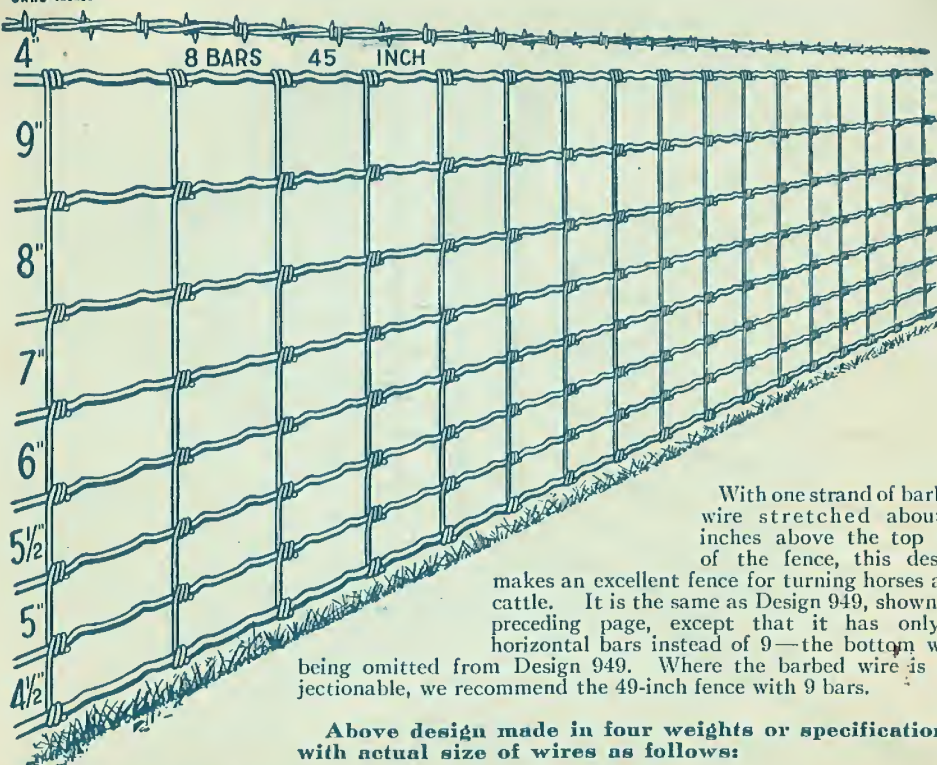 4"
8 BARS 45 INCH
9"
8"
7"
6"
5½"
5"
4½"
With one strand of
wire stretched
inches above the top
of the fence, this
makes an excellent fence for turning horses
cattle. It is the same as Design 949, shown
preceding page, except that it has only
horizontal bars instead of 9—the bottom
being omitted from Design 949. Where the barbed wire is
jectionable, we recommend the 49-inch fence with 9 bars.
Above design made in four weights or
with actual size of wires as follows: